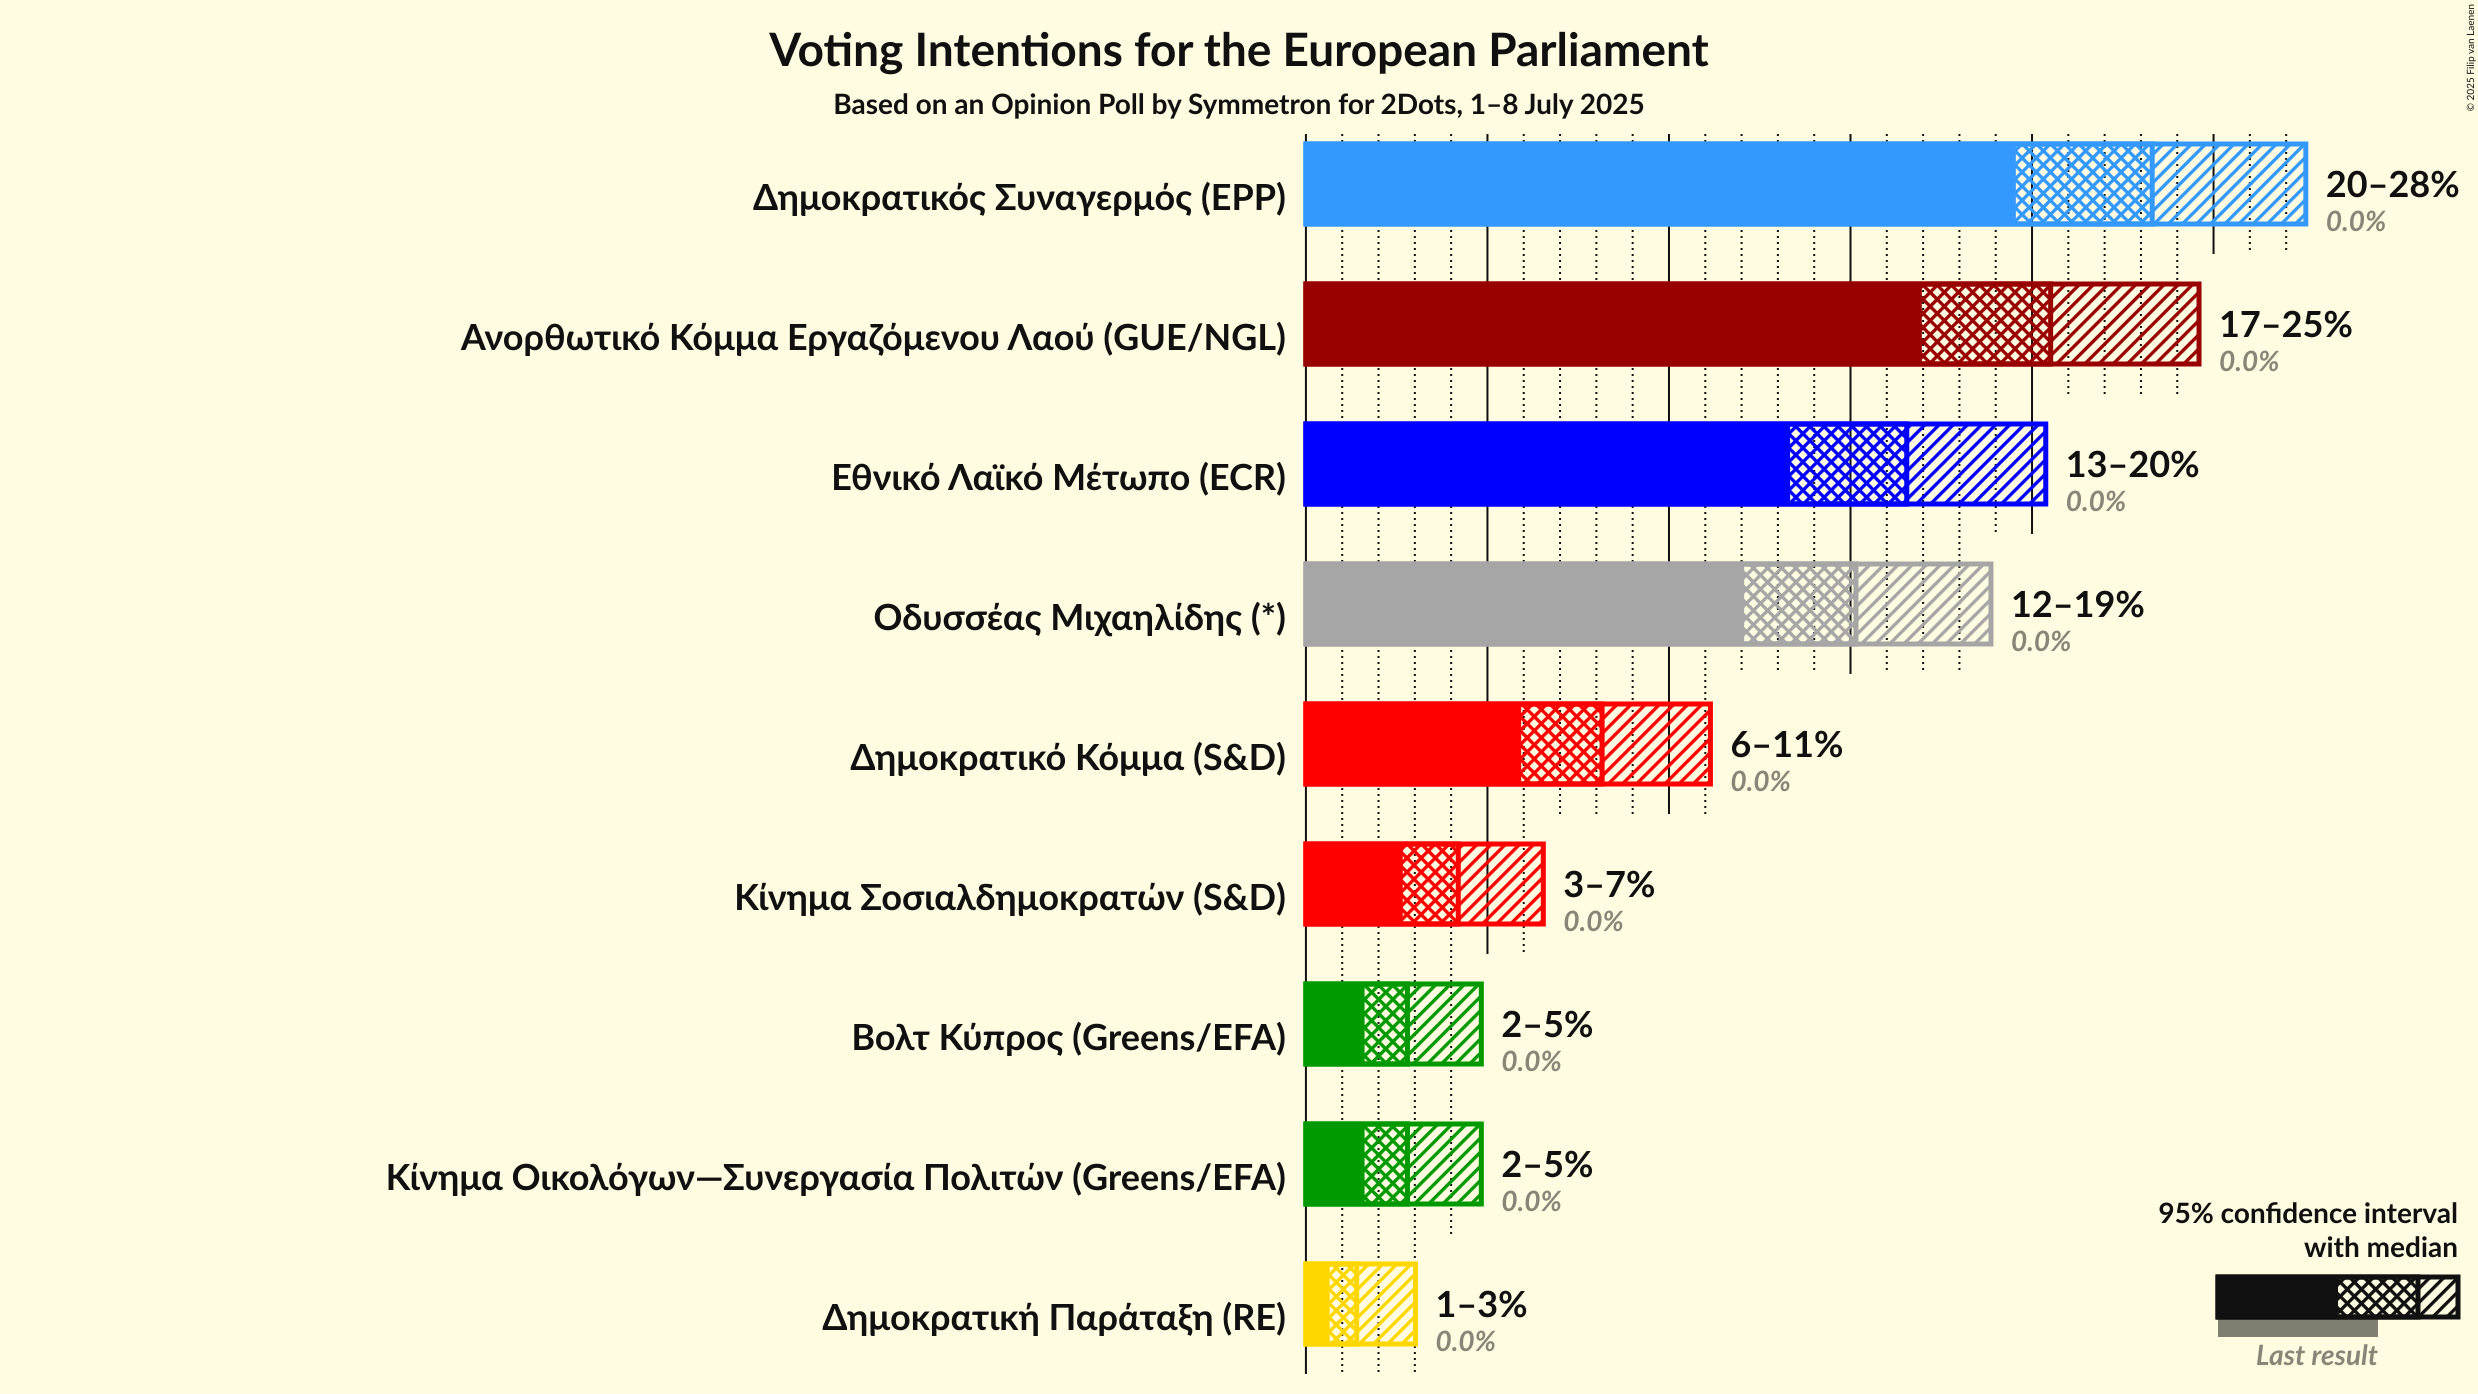 Voting Intentions for the European Parliament
Based on an Opinion Poll by Symmetron for 2Dots, 1–8 July 2025
© 2025 Filip van Laenen
Δημοκρατικός Συναγερμός (EPP)
20–28%
0.0%
Ανορθωτικό Κόμμα Εργαζόμενου Λαού (GUE/NGL)
17–25%
0.0%
Εθνικό Λαϊκό Μέτωπο (ECR)
13–20%
0.0%
Οδυσσέας Μιχαηλίδης (*)
12–19%
0.0%
Δημοκρατικό Κόμμα (S&D)
6–11%
0.0%
Κίνημα Σοσιαλδημοκρατών (S&D)
3–7%
0.0%
Βολτ Κύπρος (Greens/EFA)
2–5%
0.0%
Κίνημα Οικολόγων—Συνεργασία Πολιτών (Greens/EFA)
2–5%
0.0%
Δημοκρατική Παράταξη (RE)
1–3%
0.0%
95% confidence interval
with median
Last result